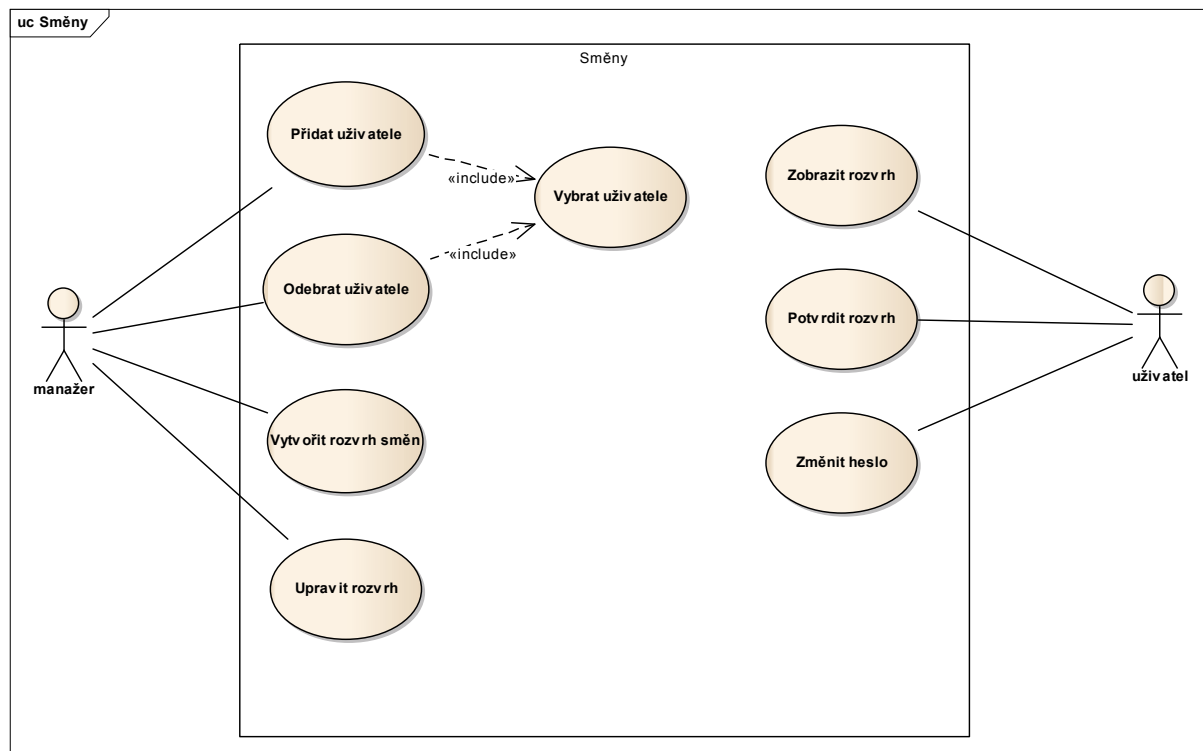 uc Směny
Směny
Přidat uživatele
«include»
Vybrat uživatele
Zobrazit rozvrh
«include»
Odebrat uživatele
Potvrdit rozvrh
manažer
uživatel
Vytvořit rozvrh směn
Změnit heslo
Upravit rozvrh